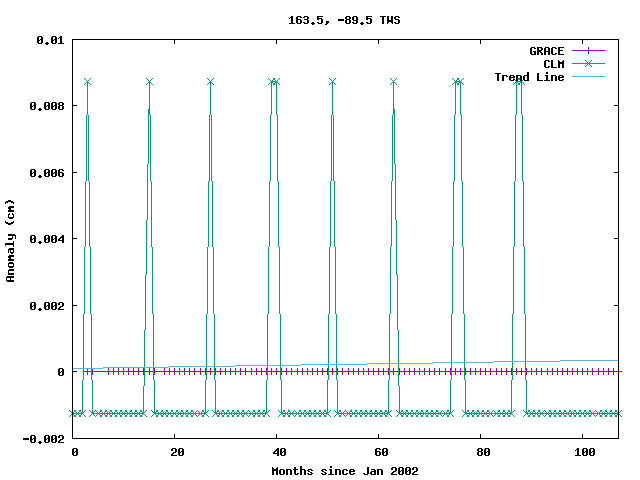 163.5, -89.5 TWS
GRACE
CLM
Trend Line
0.01
0.008
0.006
0.004
0.002
0
-0.002
Anomaly (cm)
0 20 40 60 80 100
Months since Jan 2002